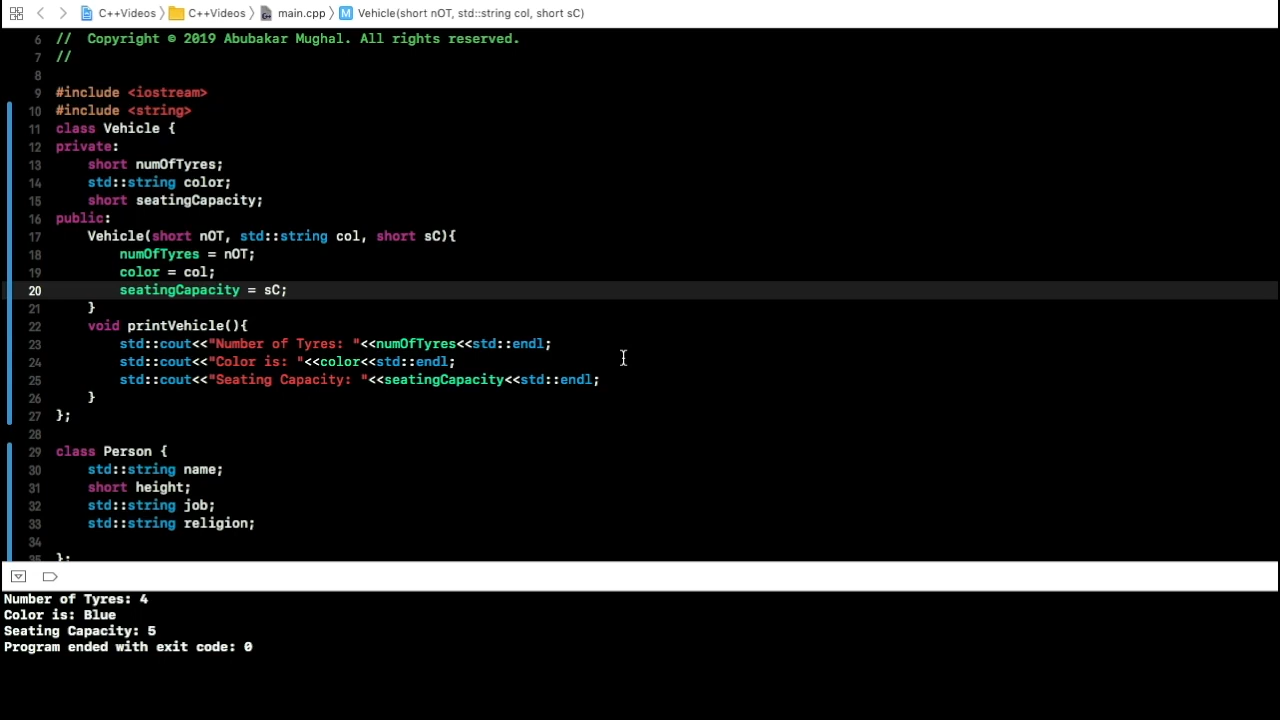 C++Videos C++Videos main.cpp M Vehicle(short nOT, std::string col, short sC)
6 // Copyright © 2019 Abubakar Mughal. All rights reserved.
7 //
8
9 #include <iostream>
10 #include <string>
11 class Vehicle {
12 private:
13 short numOfTyres;
14 std::string color;
15 short seatingCapacity;
16 public:
17 Vehicle(short nOT, std::string col, short sC){
18 numOfTyres = nOT;
19 color = col;
20 seatingCapacity = sC;
21 }
22 void printVehicle(){
23 std::cout<<"Number of Tyres: "<<numOfTyres<<std::endl;
24 std::cout<<"Color is: "<<color<<std::endl;
25 std::cout<<"Seating Capacity: "<<seatingCapacity<<std::endl;
26 }
27 };
28
29 class Person {
30 std::string name;
31 short height;
32 std::string job;
33 std::string religion;
34
35 };
Number of Tyres: 4
Color is: Blue
Seating Capacity: 5
Program ended with exit code: 0